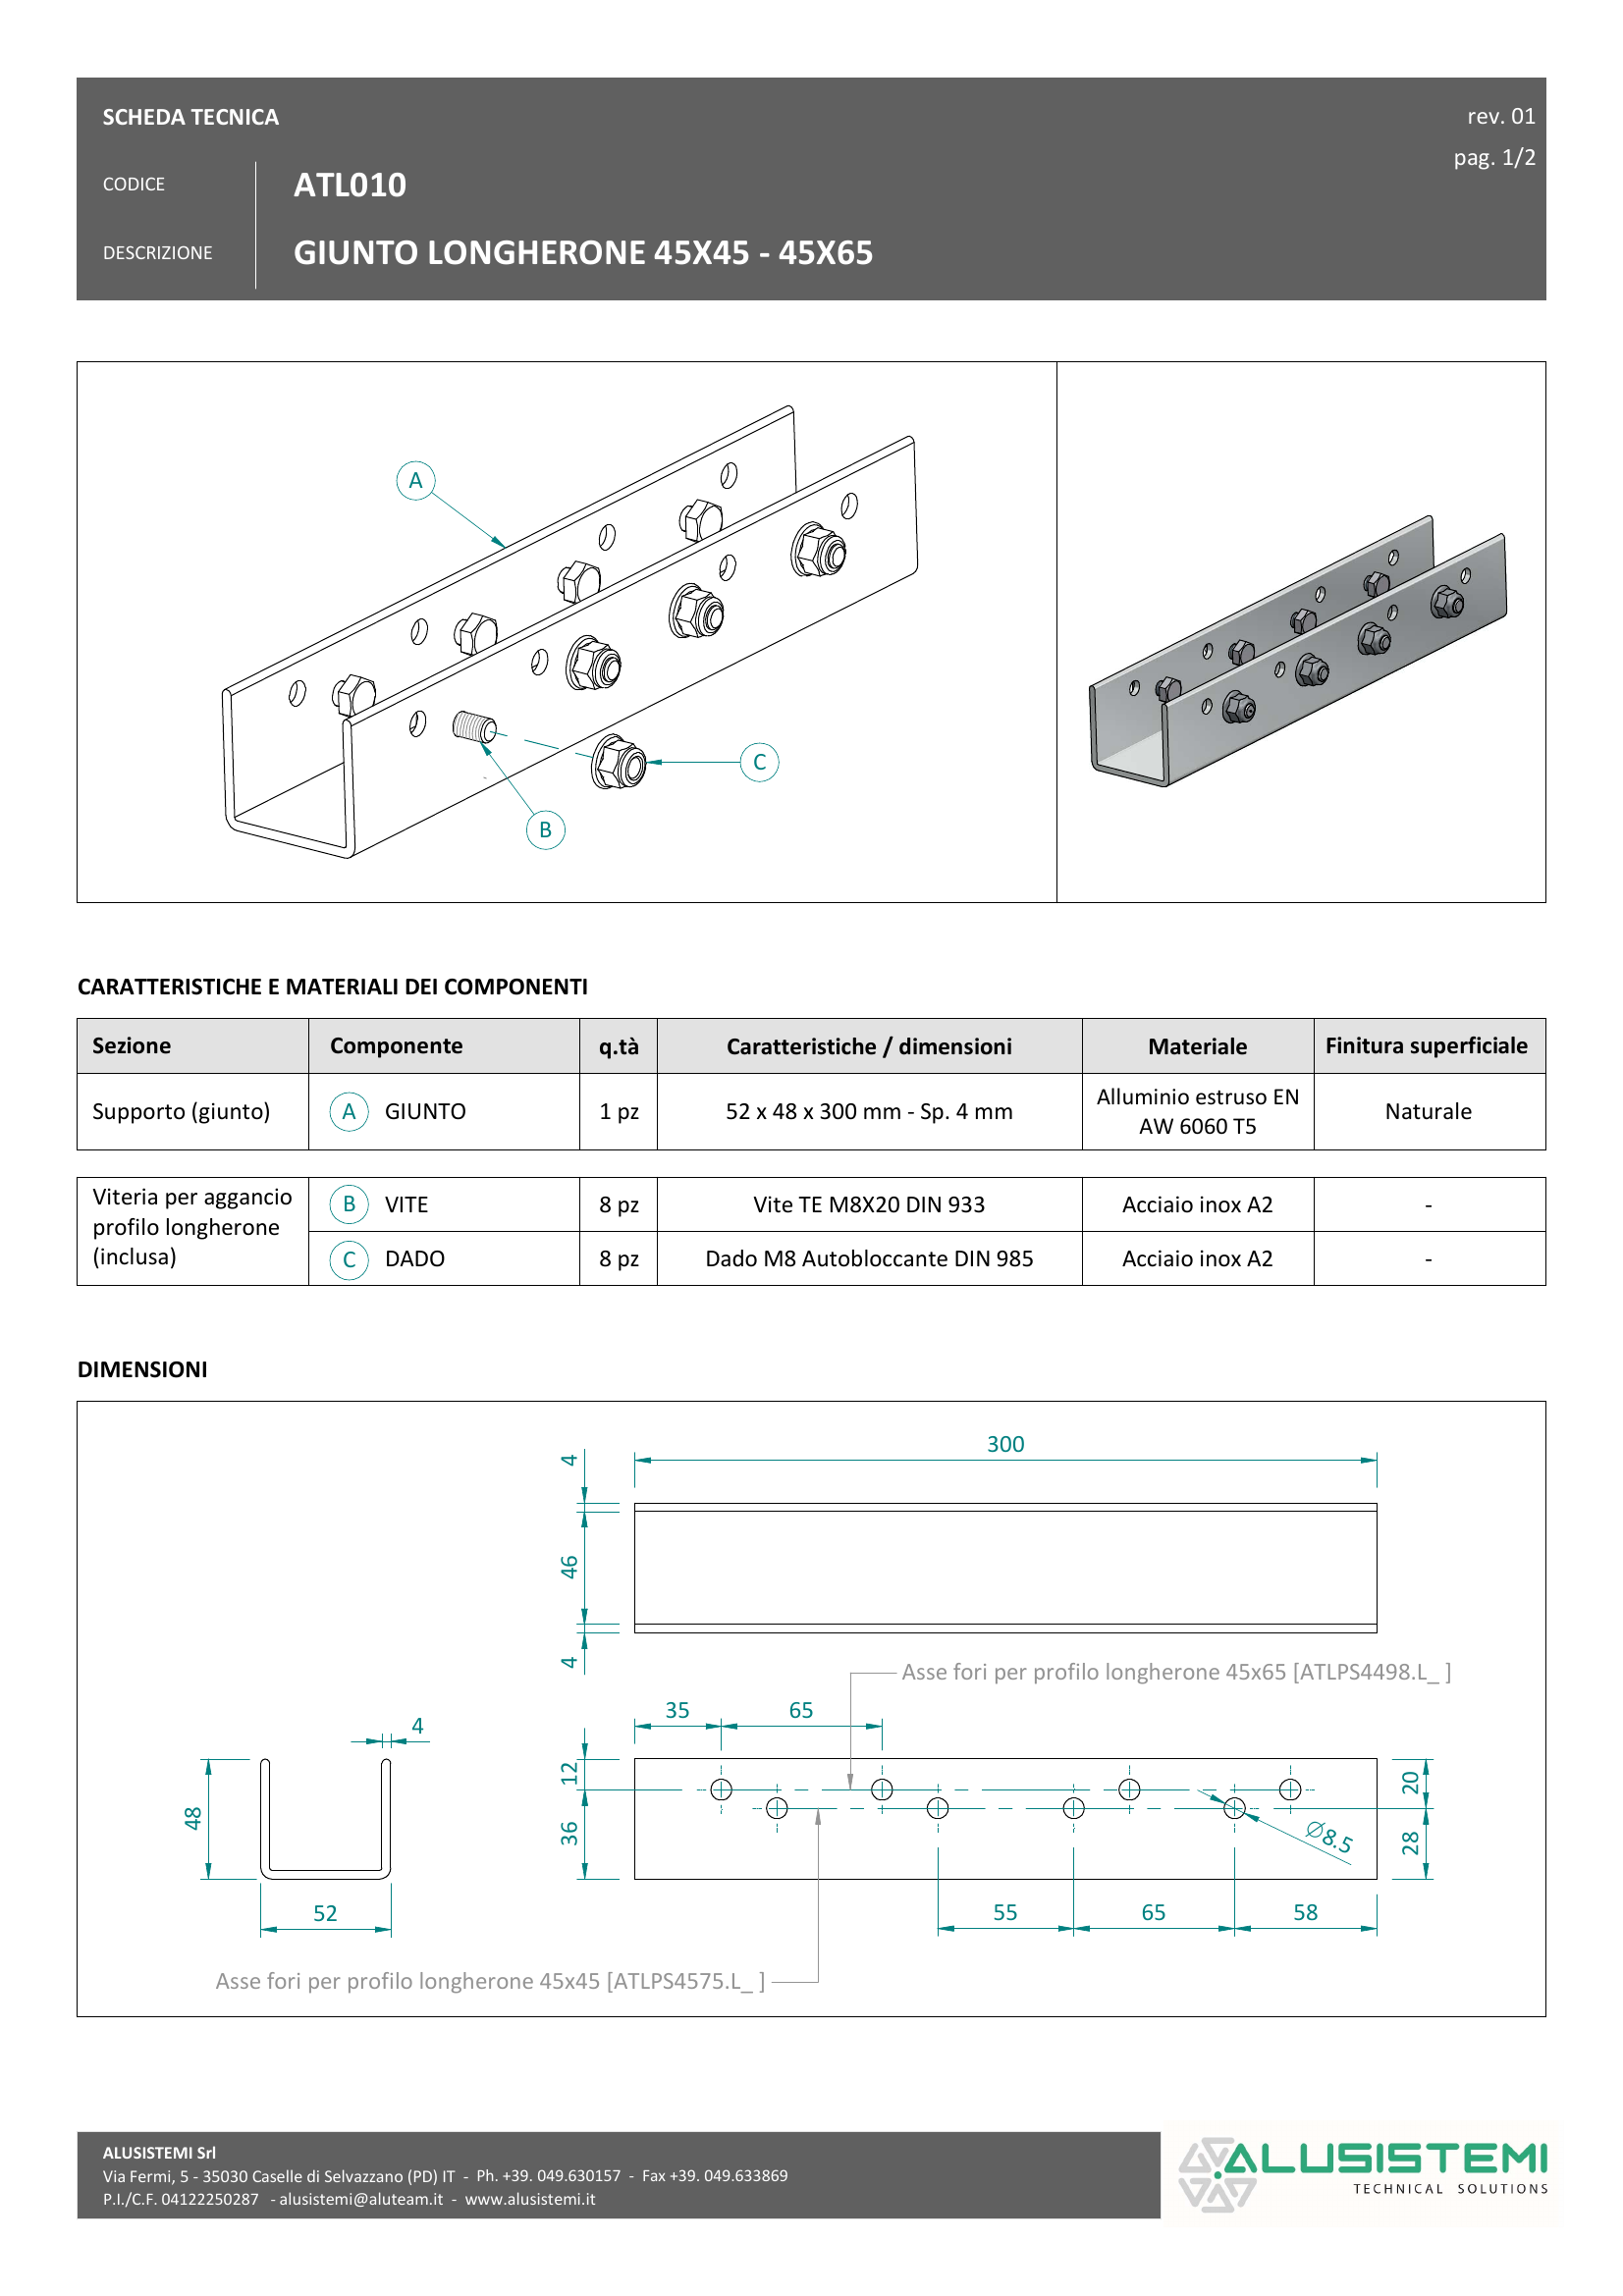 SCHEDA TECNICA
rev. 01
pag. 1/2
CODICE
ATL010
DESCRIZIONE
GIUNTO LONGHERONE 45X45 - 45X65
A
B
C
CARATTERISTICHE E MATERIALI DEI COMPONENTI
Sezione Componente q.tà Caratteristiche / dimensioni Materiale Finitura superficiale
Supporto (giunto) A GIUNTO 1 pz 52 x 48 x 300 mm - Sp. 4 mm Alluminio estruso EN
AW 6060 T5 Naturale
Viteria per aggancio
profilo longherone
(inclusa)
B VITE 8 pz Vite TE M8X20 DIN 933 Acciaio inox A2 -
C DADO 8 pz Dado M8 Autobloccante DIN 985 Acciaio inox A2 -
DIMENSIONI
300
4
46
4
Asse fori per profilo longherone 45x65 [ATLPS4498.L_ ]
35 65
4
12
20
48
36
28
Ø8.5
52
55 65 58
Asse fori per profilo longherone 45x45 [ATLPS4575.L_ ]
ALUSISTEMI Srl
Via Fermi, 5 - 35030 Caselle di Selvazzano (PD) IT - Ph. +39. 049.630157 - Fax +39. 049.633869
P.I./C.F. 04122250287 - alusistemi@aluteam.it - www.alusistemi.it
ALUSISTEMI
TECHNICAL SOLUTIONS